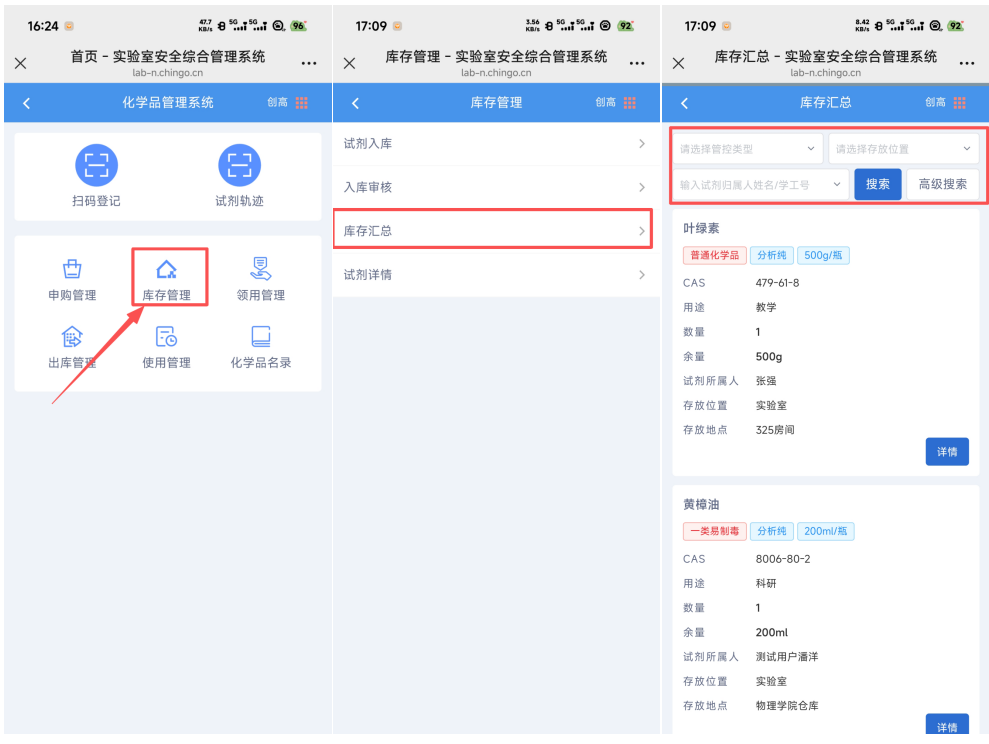 16:24
47.7 KB/s 5G 5G 96
首页 - 实验室安全综合管理系统
lab-n.chingo.cn
化学品管理系统 创高
扫码登记 试剂轨迹
申购管理 库存管理 领用管理
出库管理 使用管理 化学品名录
17:09
3.56 KB/s 5G 5G 92
库存管理 - 实验室安全综合管理系统
lab-n.chingo.cn
库存管理 创高
试剂入库
入库审核
库存汇总
试剂详情
17:09
8.42 KB/s 5G 5G 92
库存汇总 - 实验室安全综合管理系统
lab-n.chingo.cn
库存汇总 创高
请选择管控类型 请选择存放位置
输入试剂归属人姓名/学工号 搜索 高级搜索
叶绿素
普通化学品 分析纯 500g/瓶
CAS 479-61-8
用途 教学
数量 1
余量 500g
试剂所属人 张强
存放位置 实验室
存放地点 325房间
详情
黄樟油
一类易制毒 分析纯 200ml/瓶
CAS 8006-80-2
用途 科研
数量 1
余量 200ml
试剂所属人 测试用户潘洋
存放位置 实验室
存放地点 物理学院仓库
详情